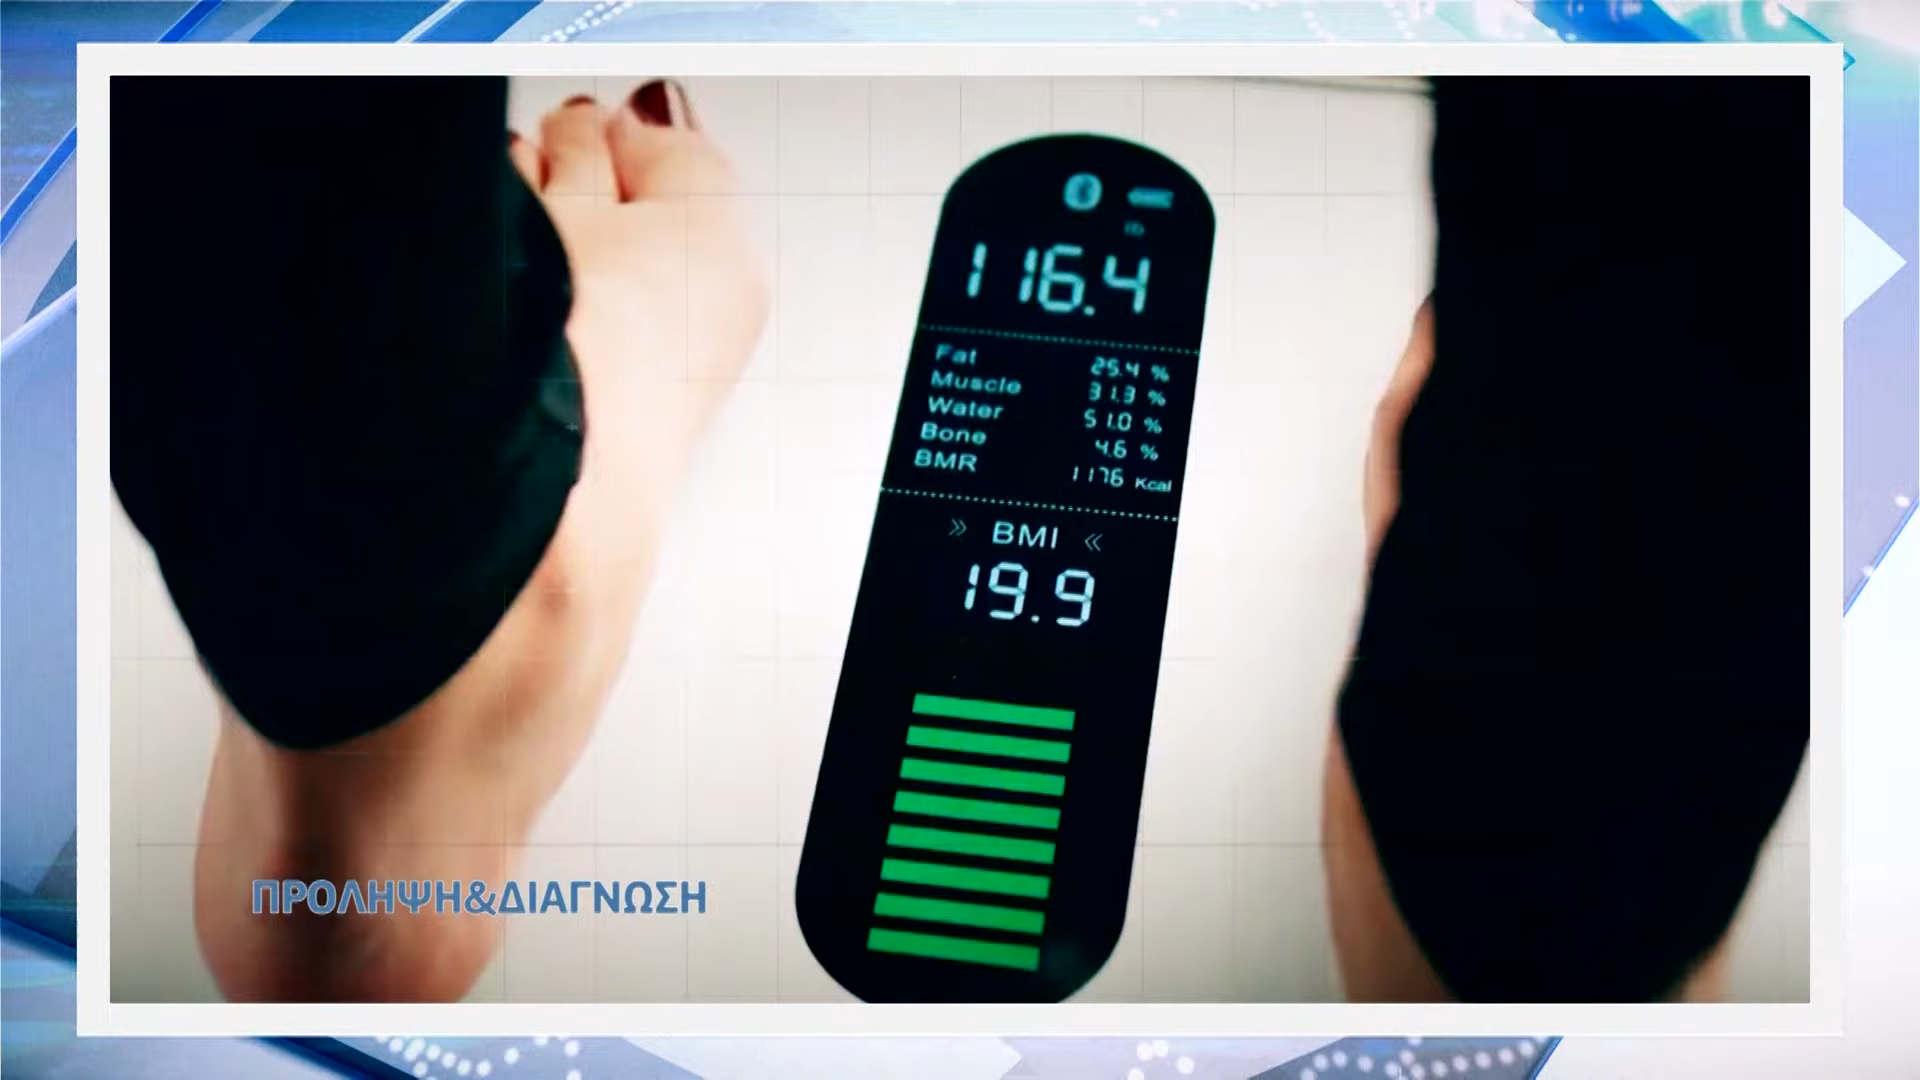 lb
116.4
Fat 25.4 %
Muscle 31.3 %
Water 51.0 %
Bone 4.6 %
BMR 1176 Kcal
» BMI «
19.9
ΠΡΟΛΗΨΗ&ΔΙΑΓΝΩΣΗ